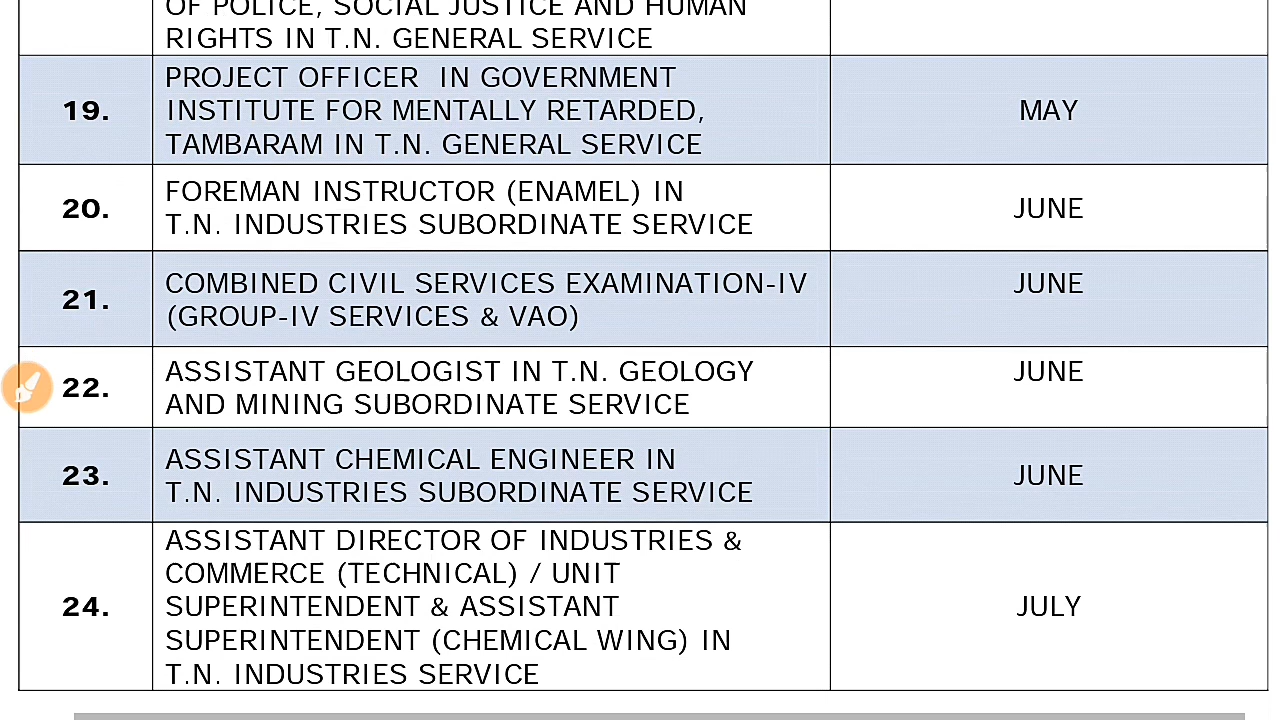 OF POLICE, SOCIAL JUSTICE AND HUMAN
RIGHTS IN T.N. GENERAL SERVICE
19.
PROJECT OFFICER IN GOVERNMENT
INSTITUTE FOR MENTALLY RETARDED,
TAMBARAM IN T.N. GENERAL SERVICE
MAY
20.
FOREMAN INSTRUCTOR (ENAMEL) IN
T.N. INDUSTRIES SUBORDINATE SERVICE
JUNE
21.
COMBINED CIVIL SERVICES EXAMINATION-IV
(GROUP-IV SERVICES & VAO)
JUNE
22.
ASSISTANT GEOLOGIST IN T.N. GEOLOGY
AND MINING SUBORDINATE SERVICE
JUNE
23.
ASSISTANT CHEMICAL ENGINEER IN
T.N. INDUSTRIES SUBORDINATE SERVICE
JUNE
24.
ASSISTANT DIRECTOR OF INDUSTRIES &
COMMERCE (TECHNICAL) / UNIT
SUPERINTENDENT & ASSISTANT
SUPERINTENDENT (CHEMICAL WING) IN
T.N. INDUSTRIES SERVICE
JULY